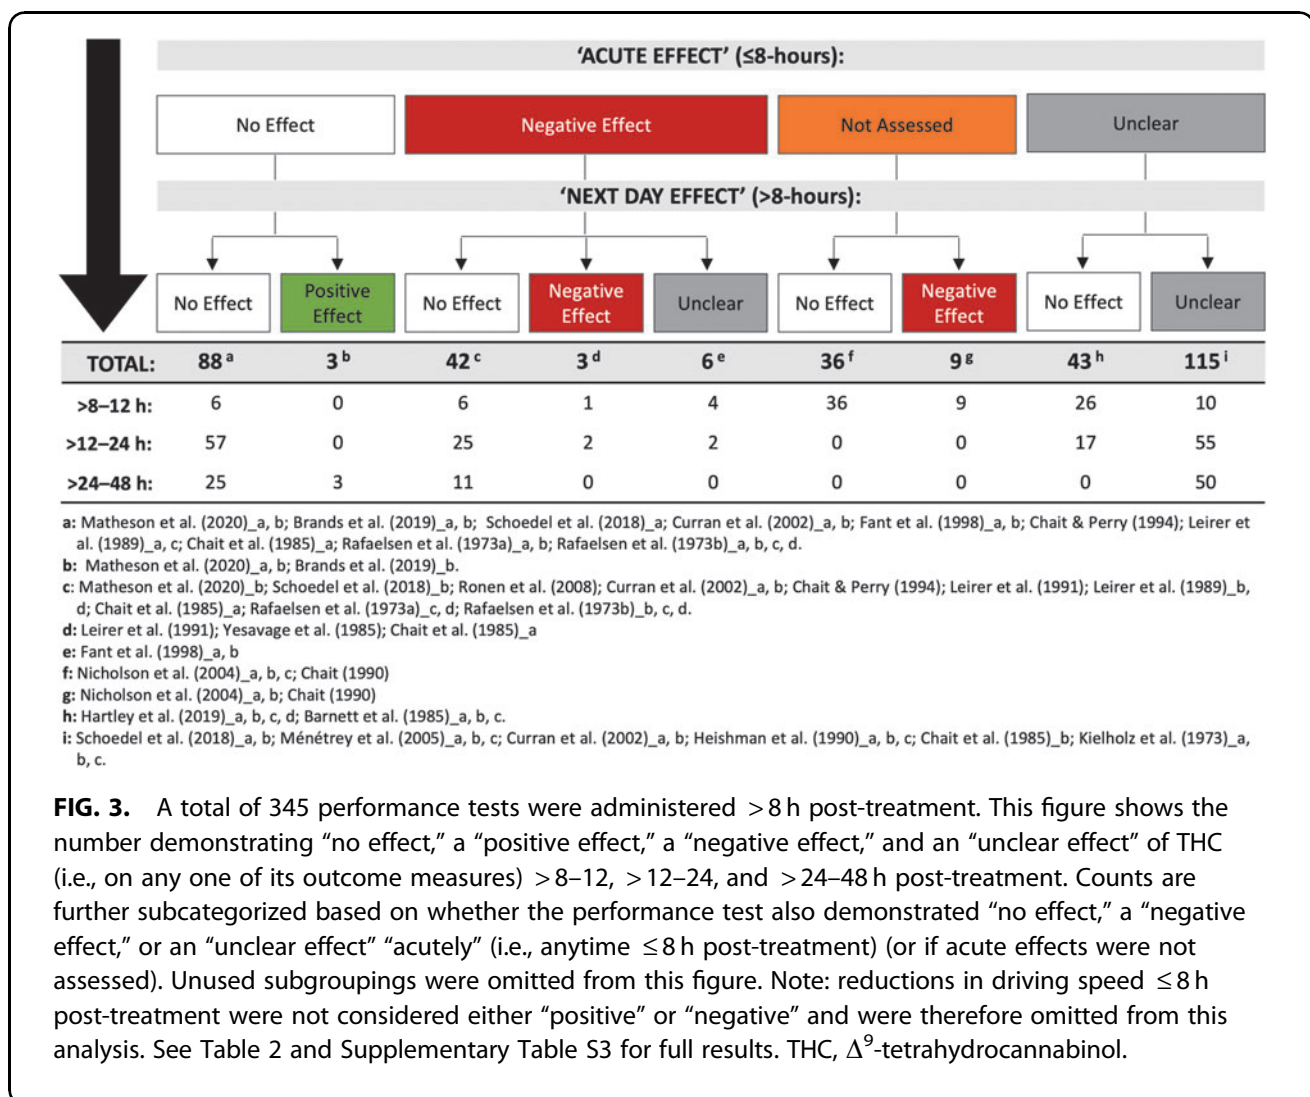 ‘ACUTE EFFECT’ (≤8-hours):
No Effect Negative Effect Not Assessed Unclear
‘NEXT DAY EFFECT’ (>8-hours):
No Effect Positive Effect No Effect Negative Effect Unclear No Effect Negative Effect No Effect Unclear
TOTAL: 88 a 3 b 42 c 3 d 6 e 36 f 9 g 43 h 115 i
>8–12 h: 6 0 6 1 4 36 9 26 10
>12–24 h: 57 0 25 2 2 0 0 17 55
>24–48 h: 25 3 11 0 0 0 0 0 50
a: Matheson et al. (2020)_a, b; Brands et al. (2019)_a, b; Schoedel et al. (2018)_a; Curran et al. (2002)_a, b; Fant et al. (1998)_a, b; Chait & Perry (1994); Leirer et
al. (1989)_a, c; Chait et al. (1985)_a; Rafaelsen et al. (1973a)_a, b; Rafaelsen et al. (1973b)_a, b, c, d.
b: Matheson et al. (2020)_a, b; Brands et al. (2019)_b.
c: Matheson et al. (2020)_b; Schoedel et al. (2018)_b; Ronen et al. (2008); Curran et al. (2002)_a, b; Chait & Perry (1994); Leirer et al. (1991); Leirer et al. (1989)_b,
d; Chait et al. (1985)_a; Rafaelsen et al. (1973a)_c, d; Rafaelsen et al. (1973b)_b, c, d.
d: Leirer et al. (1991); Yesavage et al. (1985); Chait et al. (1985)_a
e: Fant et al. (1998)_a, b
f: Nicholson et al. (2004)_a, b, c; Chait (1990)
g: Nicholson et al. (2004)_a, b; Chait (1990)
h: Hartley et al. (2019)_a, b, c, d; Barnett et al. (1985)_a, b, c.
i: Schoedel et al. (2018)_a, b; Ménétrey et al. (2005)_a, b, c; Curran et al. (2002)_a, b; Heishman et al. (1990)_a, b, c; Chait et al. (1985)_b; Kielholz et al. (1973)_a,
b, c.
FIG. 3. A total of 345 performance tests were administered >8 h post-treatment. This figure shows the
number demonstrating “no effect,” a “positive effect,” a “negative effect,” and an “unclear effect” of THC
(i.e., on any one of its outcome measures) >8–12, >12–24, and >24–48 h post-treatment. Counts are
further subcategorized based on whether the performance test also demonstrated “no effect,” a “negative
effect,” or an “unclear effect” “acutely” (i.e., anytime ≤8 h post-treatment) (or if acute effects were not
assessed). Unused subgroupings were omitted from this figure. Note: reductions in driving speed ≤8 h
post-treatment were not considered either “positive” or “negative” and were therefore omitted from this
analysis. See Table 2 and Supplementary Table S3 for full results. THC, Δ⁹-tetrahydrocannabinol.